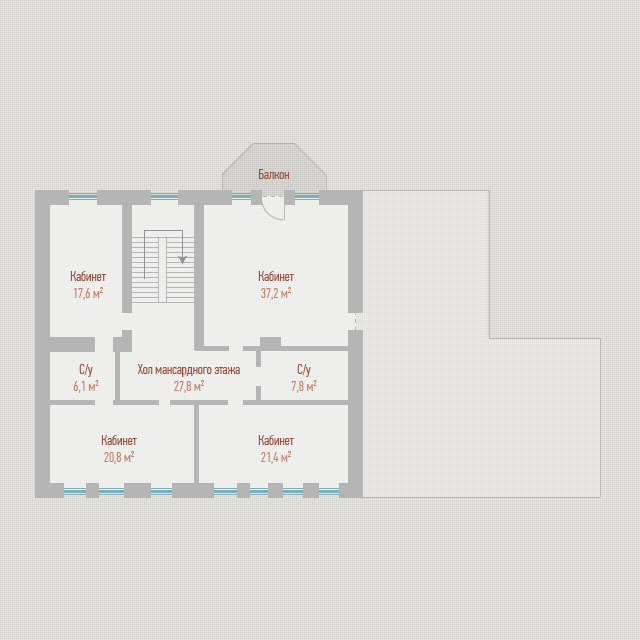 Балкон
Кабинет
17,6 м²
Кабинет
37,2 м²
С/у
6,1 м²
Хол мансардного этажа
27,8 м²
С/у
7,8 м²
Кабинет
20,8 м²
Кабинет
21,4 м²